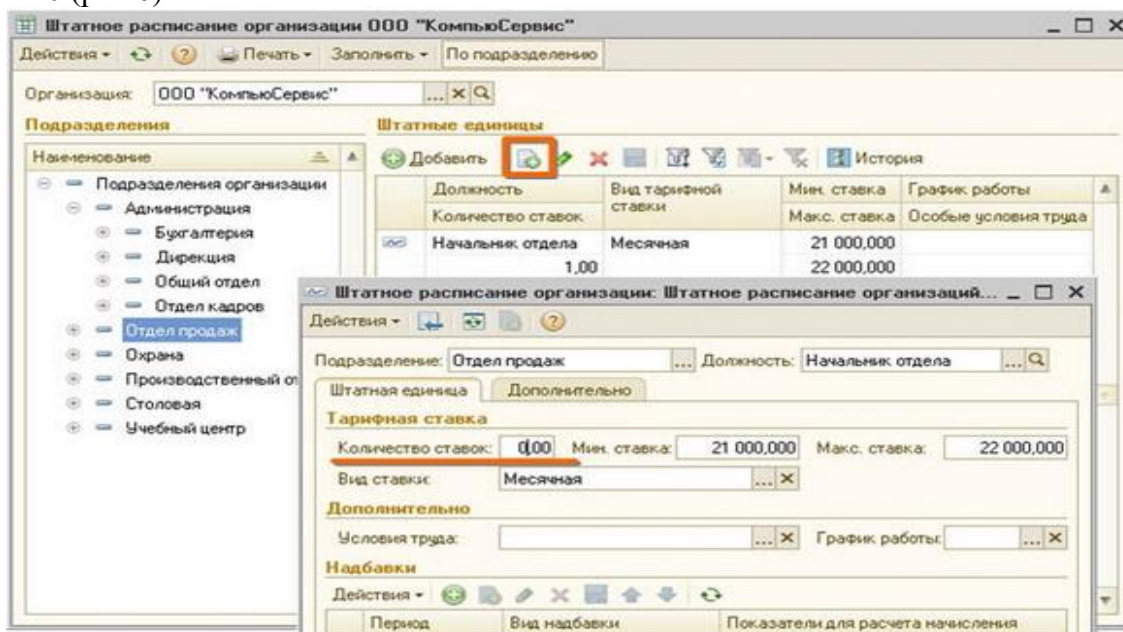 Штатное расписание организации ООО "КомпьюСервис"
Действия Печать Заполнить По подразделению
Организация: ООО "КомпьюСервис" ...
Подразделения
Наименование
Подразделения организации
Администрация
Бухгалтерия
Дирекция
Общий отдел
Отдел кадров
Отдел продаж
Охрана
Производственный от
Столовая
Учебный центр
Штатные единицы
Добавить История
Должность Вид тарифной ставки Мин. ставка График работы
Количество ставок Макс. ставка Особые условия труда
Начальник отдела Месячная 21 000,000
1,00 22 000,000
Штатное расписание организации: Штатное расписание организаций...
Действия
Подразделение: Отдел продаж ... Должность: Начальник отдела ...
Штатная единица Дополнительно
Тарифная ставка
Количество ставок: 0,00 Мин. ставка: 21 000,000 Макс. ставка: 22 000,000
Вид ставки: Месячная ...
Дополнительно
Условия труда: ... График работы: ...
Надбавки
Действия
Период Вид надбавки Показатели для расчета начисления